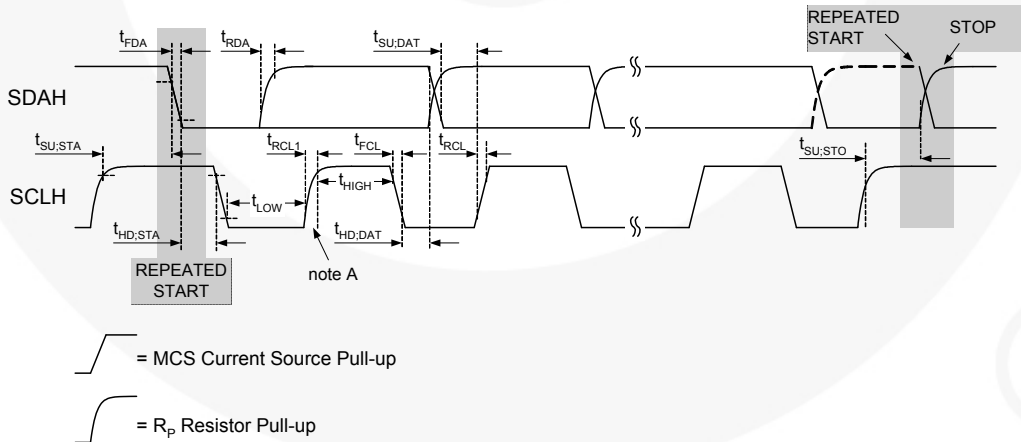 REPEATED
START
STOP
tFDA
tRDA
tSU;DAT
SDAH
tSU;STA
tRCL1
tFCL
tRCL
tSU;STO
tHIGH
SCLH
tLOW
tHD;STA
tHD;DAT
note A
REPEATED
START
= MCS Current Source Pull-up
= RP Resistor Pull-up